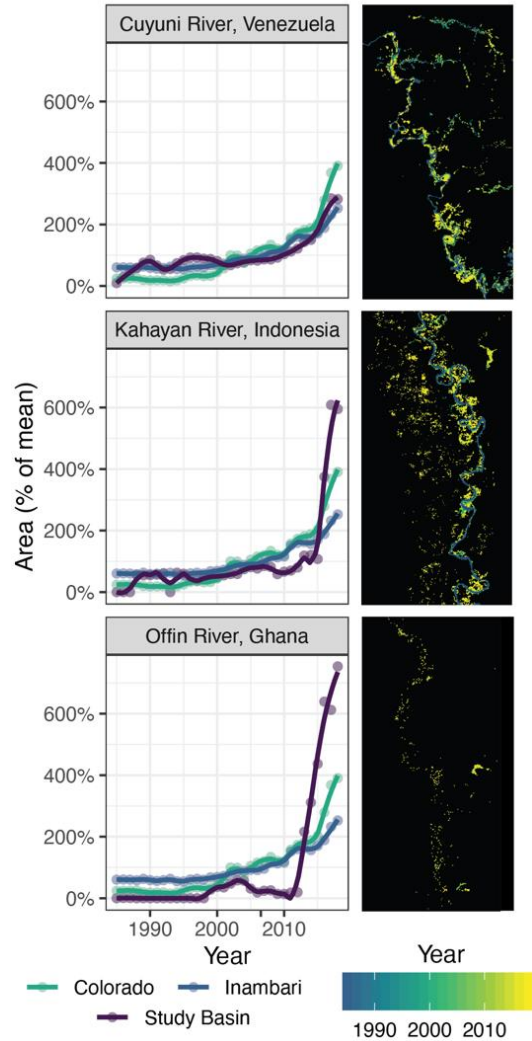 Cuyuni River, Venezuela
600%
400%
200%
0%
Kahayan River, Indonesia
600%
400%
200%
0%
Offin River, Ghana
600%
400%
200%
0%
Area (% of mean)
1990 2000 2010
Year
Colorado Inambari
Study Basin
Year
1990 2000 2010